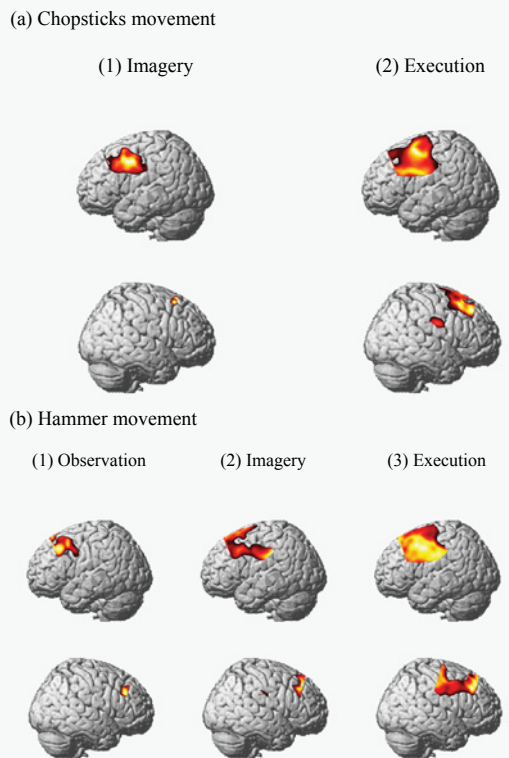 (a) Chopsticks movement
(1) Imagery
(2) Execution
(b) Hammer movement
(1) Observation
(2) Imagery
(3) Execution